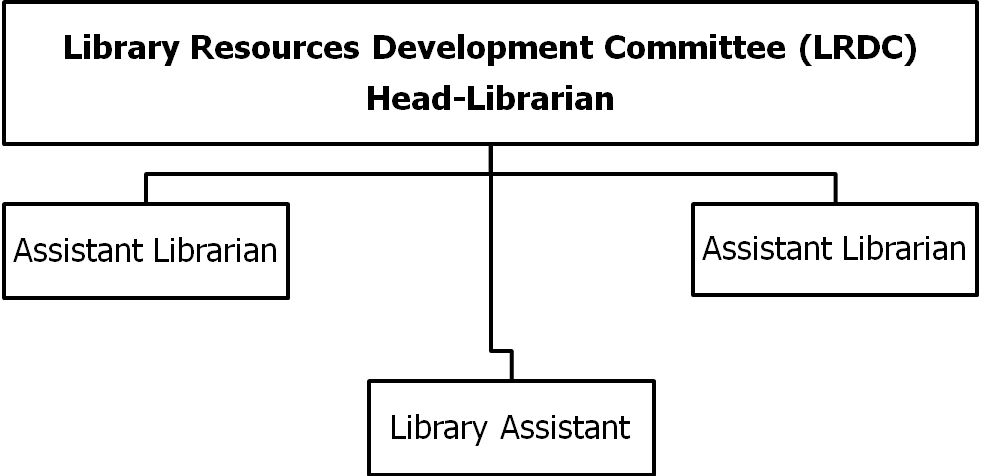 Library Resources Development Committee (LRDC)
Head-Librarian
Assistant Librarian
Assistant Librarian
Library Assistant